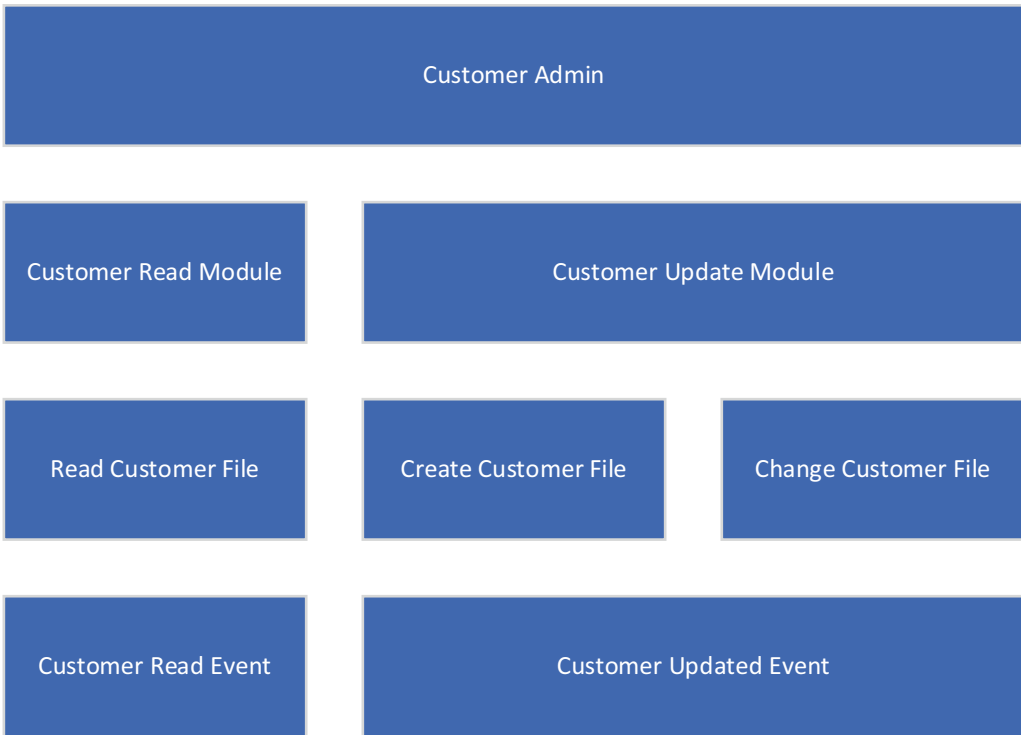 Customer Admin
Customer Read Module
Customer Update Module
Read Customer File
Create Customer File
Change Customer File
Customer Read Event
Customer Updated Event